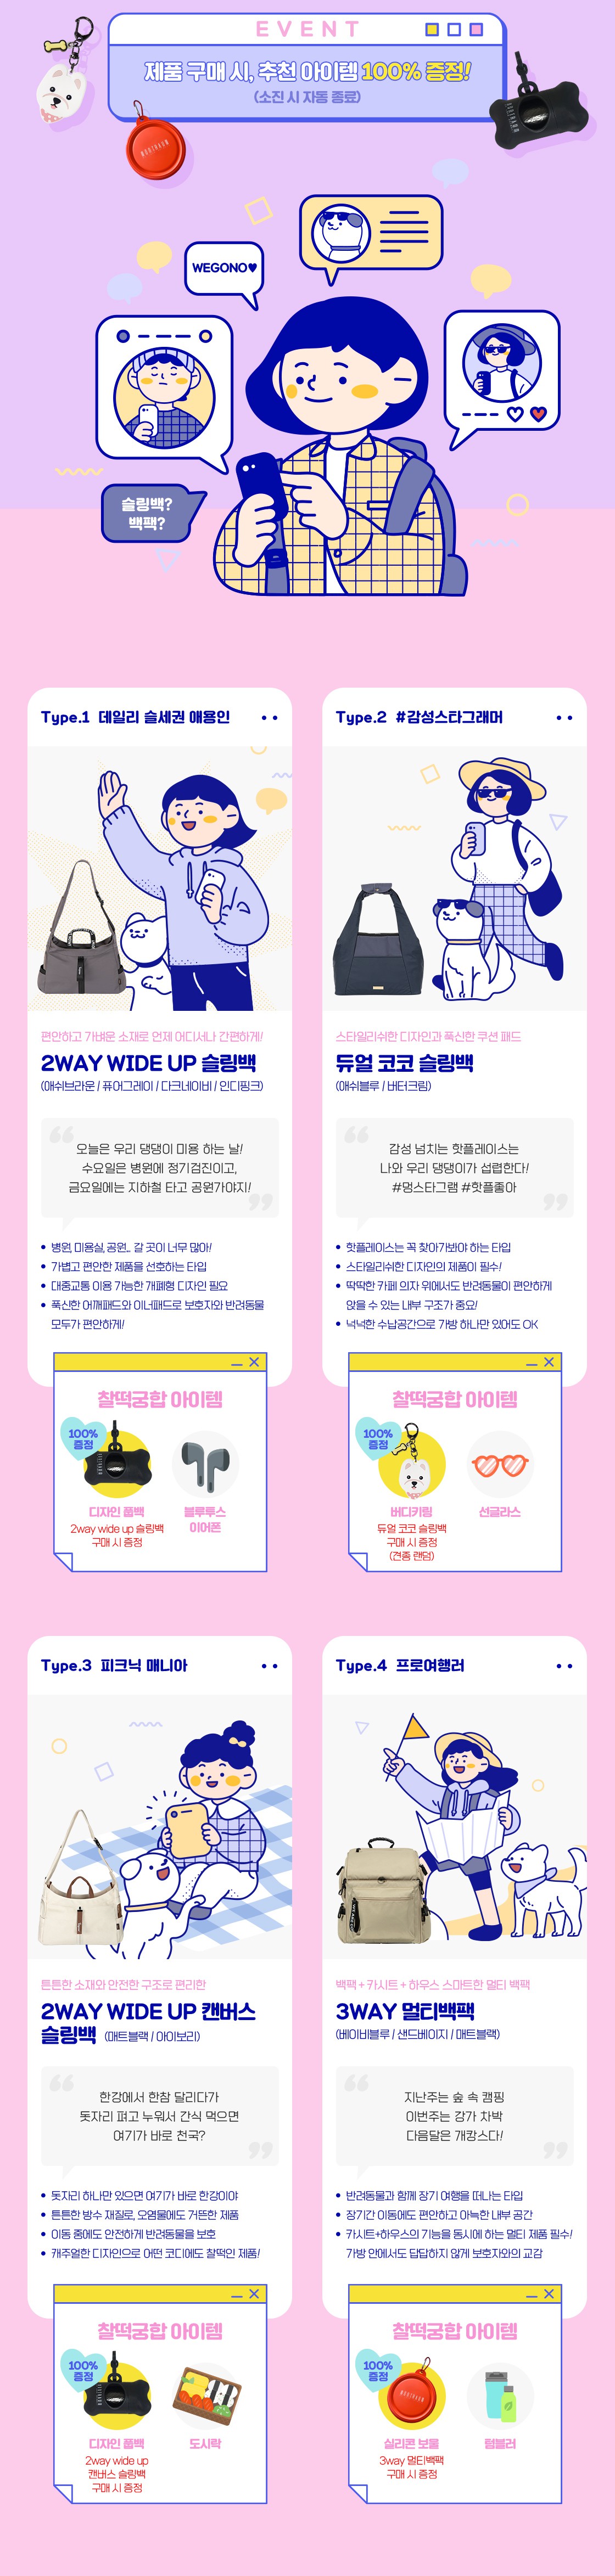 EVENT
제품 구매 시, 추천 아이템 100% 증정!
(소진 시 자동 종료)
WEGONO♥
슬링백?
백팩?
Type.1 데일리 슬세권 애용인
편안하고 가벼운 소재로 언제 어디서나 간편하게!
2WAY WIDE UP 슬링백
(애쉬브라운 / 퓨어그레이 / 다크네이비 / 인디핑크)
오늘은 우리 댕댕이 미용 하는 날!
수요일은 병원에 정기검진이고,
금요일에는 지하철 타고 공원가야지!
• 병원, 미용실, 공원... 갈 곳이 너무 많아!
• 가볍고 편안한 제품을 선호하는 타입
• 대중교통 이용 가능한 개폐형 디자인 필요
• 푹신한 어깨패드와 이너패드로 보호자와 반려동물
모두가 편안하게!
찰떡궁합 아이템
100%
증정
디자인 풉백
2way wide up 슬링백
구매 시 증정
블루투스
이어폰
Type.2 #감성스타그래머
스타일리쉬한 디자인과 푹신한 쿠션 패드
듀얼 코코 슬링백
(애쉬블루 / 버터크림)
감성 넘치는 핫플레이스는
나와 우리 댕댕이가 섭렵한다!
#멍스타그램 #핫플좋아
• 핫플레이스는 꼭 찾아가봐야 하는 타입
• 스타일리쉬한 디자인의 제품이 필수!
• 딱딱한 카페 의자 위에서도 반려동물이 편안하게
앉을 수 있는 내부 구조가 중요!
• 넉넉한 수납공간으로 가방 하나만 있어도 OK
찰떡궁합 아이템
100%
증정
버디키링
듀얼 코코 슬링백
구매 시 증정
(견종 랜덤)
선글라스
Type.3 피크닉 매니아
튼튼한 소재와 안전한 구조로 편리한
2WAY WIDE UP 캔버스
슬링백 (매트블랙 / 아이보리)
한강에서 한참 달리다가
돗자리 펴고 누워서 간식 먹으면
여기가 바로 천국?
• 돗자리 하나만 있으면 여기가 바로 한강이야
• 튼튼한 방수 재질로, 오염물에도 거뜬한 제품
• 이동 중에도 안전하게 반려동물을 보호
• 캐주얼한 디자인으로 어떤 코디에도 찰떡인 제품!
찰떡궁합 아이템
100%
증정
디자인 풉백
2way wide up
캔버스 슬링백
구매 시 증정
도시락
Type.4 프로여행러
백팩 + 카시트 + 하우스 스마트한 멀티 백팩
3WAY 멀티백팩
(베이비블루 / 샌드베이지 / 매트블랙)
지난주는 숲 속 캠핑
이번주는 강가 차박
다음달은 개캉스다!
• 반려동물과 함께 장기 여행을 떠나는 타입
• 장기간 이동에도 편안하고 아늑한 내부 공간
• 카시트+하우스의 기능을 동시에 하는 멀티 제품 필수!
가방 안에서도 답답하지 않게 보호자와의 교감
찰떡궁합 아이템
100%
증정
실리콘 보울
3way 멀티백팩
구매 시 증정
텀블러